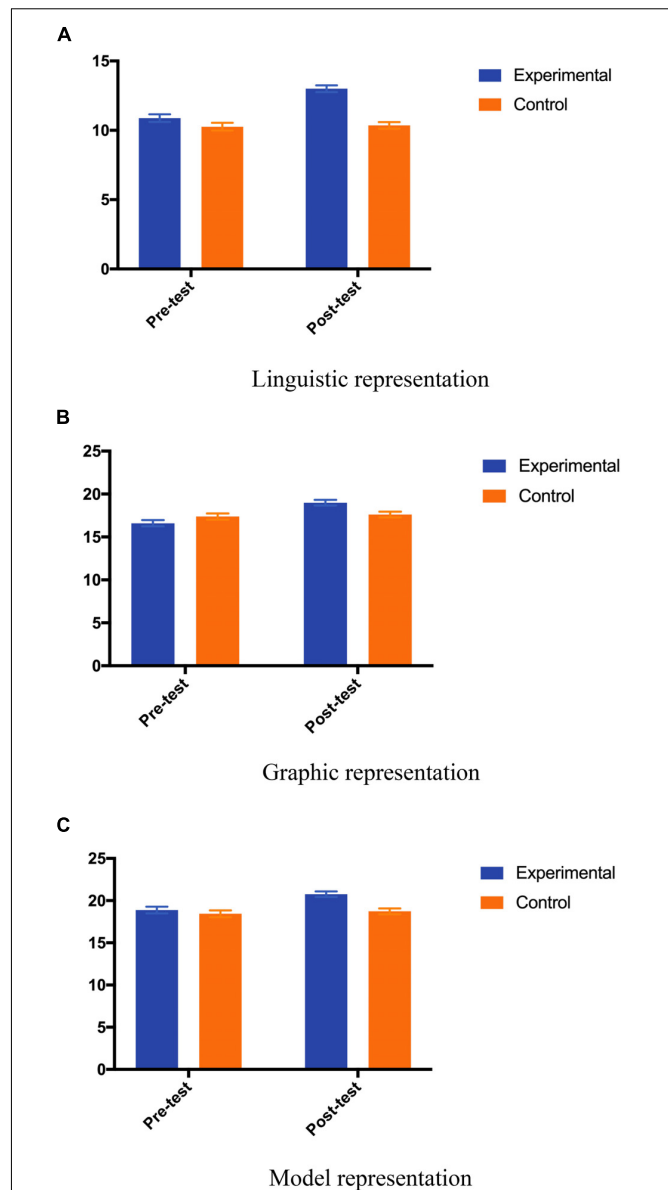 A
15
10
5
0
Pre-test
Post-test
Experimental
Control
Linguistic representation
B
25
20
15
10
5
0
Pre-test
Post-test
Experimental
Control
Graphic representation
C
25
20
15
10
5
0
Pre-test
Post-test
Experimental
Control
Model representation